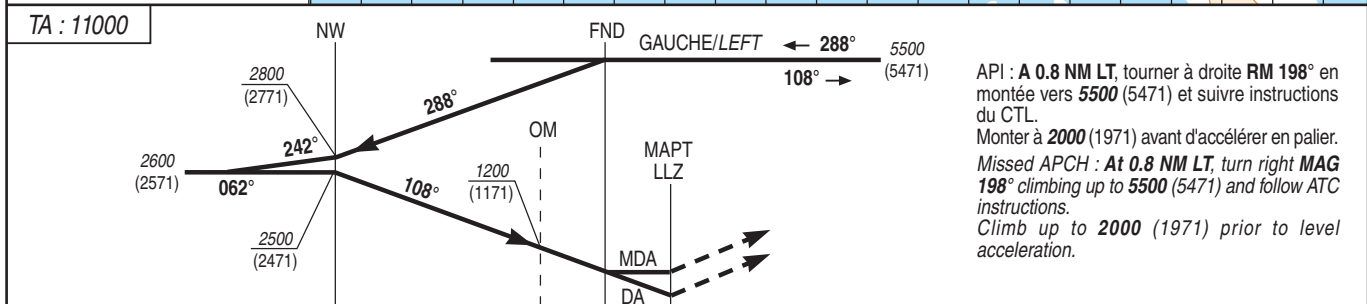 TA : 11000
NW
FND
GAUCHE/LEFT ← 288°
5500
(5471)
108° →
2800
(2771)
288°
OM
MAPT
LLZ
242°
2600
(2571)
062°
1200
(1171)
108°
2500
(2471)
MDA
DA
API : A 0.8 NM LT, tourner à droite RM 198° en
montée vers 5500 (5471) et suivre instructions
du CTL.
Monter à 2000 (1971) avant d'accélérer en palier.
Missed APCH : At 0.8 NM LT, turn right MAG
198° climbing up to 5500 (5471) and follow ATC
instructions.
Climb up to 2000 (1971) prior to level
acceleration.